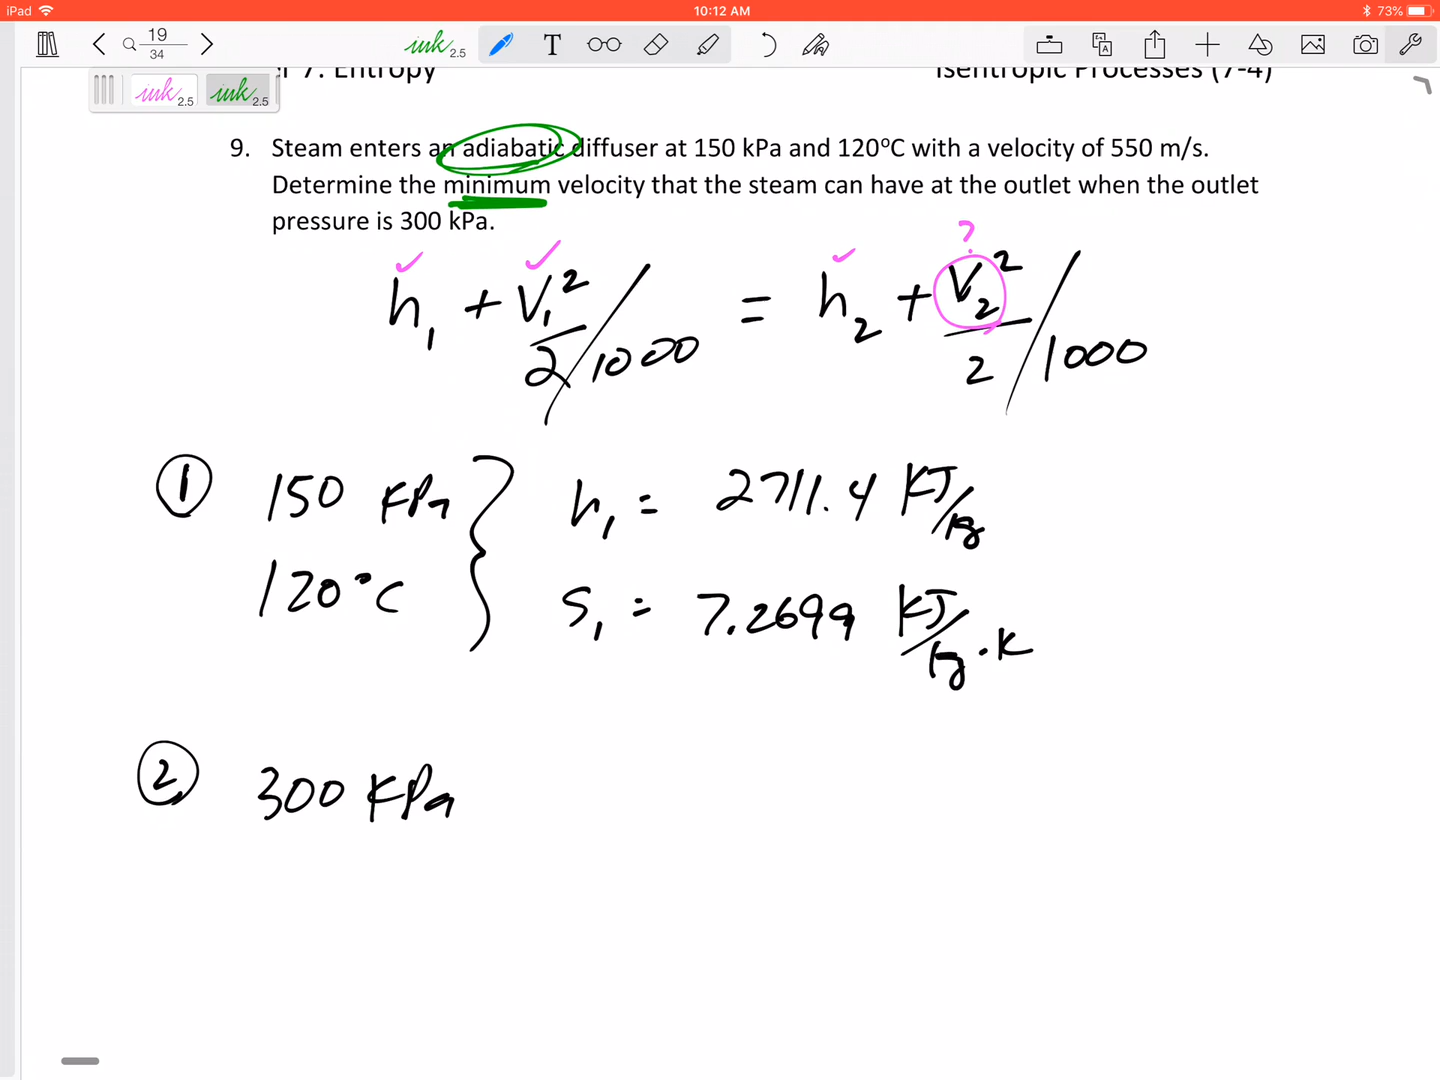 iPad 10:12 AM 73%
19
34
ink 2.5 T
ink 2.5 ink 2.5
r 7: Entropy Isentropic Processes (7-4)
9. Steam enters an adiabatic diffuser at 150 kPa and 120°C with a velocity of 550 m/s.
Determine the minimum velocity that the steam can have at the outlet when the outlet
pressure is 300 kPa.
?
h₁ + V₁²/2/1000 = h₂ + V₂²/2/1000
① 150 kPa h₁ = 2711.4 KJ/kg
120°C S₁ = 7.2699 KJ/kg·K
② 300 kPa